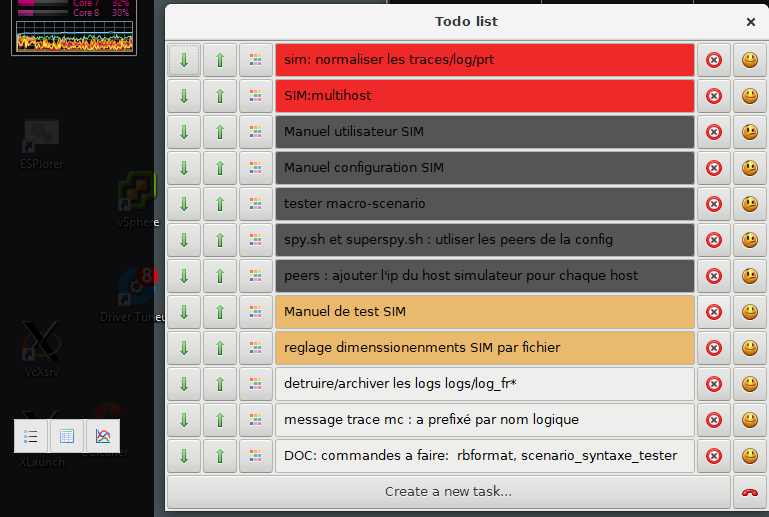 Core 7 32%
Core 8 30%
ESPlorer
vSphere
8
Driver Tuneu
VcXsrv
XLaunch
Todo list
sim: normaliser les traces/log/prt
SIM:multihost
Manuel utilisateur SIM
Manuel configuration SIM
tester macro-scenario
spy.sh et superspy.sh : utliser les peers de la config
peers : ajouter l'ip du host simulateur pour chaque host
Manuel de test SIM
reglage dimenssionenments SIM par fichier
detruire/archiver les logs logs/log_fr*
message trace mc : a prefixé par nom logique
DOC: commandes a faire:  rbformat, scenario_syntaxe_tester
Create a new task...